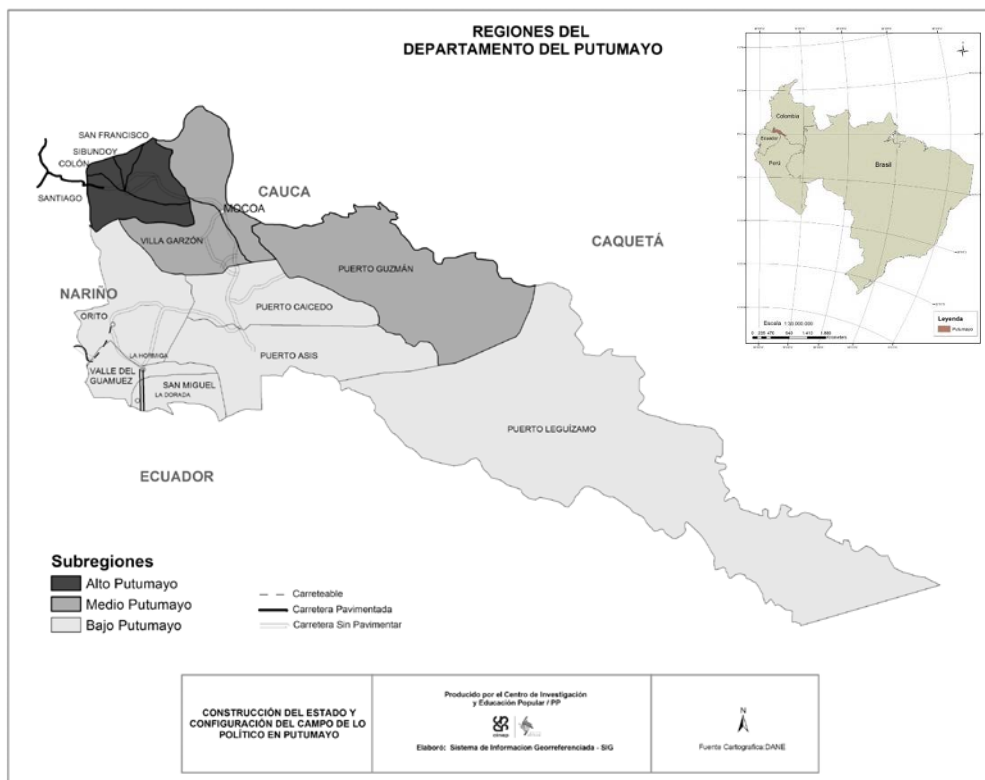 REGIONES DEL
DEPARTAMENTO DEL PUTUMAYO
SAN FRANCISCO
SIBUNDOY
COLÓN
SANTIAGO
CAUCA
MOCOA
VILLA GARZÓN
CAQUETÁ
PUERTO GUZMÁN
NARIÑO
PUERTO CAICEDO
ORITO
LA HORMIGA
PUERTO ASIS
VALLE DEL
GUAMUEZ
SAN MIGUEL
LA DORADA
PUERTO LEGUÍZAMO
ECUADOR
Colombia
Ecuador
Perú
Brasil
Leyenda
Putumayo
Subregiones
Alto Putumayo
Medio Putumayo
Bajo Putumayo
Carreteable
Carretera Pavimentada
Carretera Sin Pavimentar
CONSTRUCCIÓN DEL ESTADO Y
CONFIGURACIÓN DEL CAMPO DE LO
POLÍTICO EN PUTUMAYO
Producido por el Centro de Investigación
y Educación Popular / PP
Elaboró: Sistema de Informacion Georreferenciada - SIG
N
Fuente Cartografica:DANE